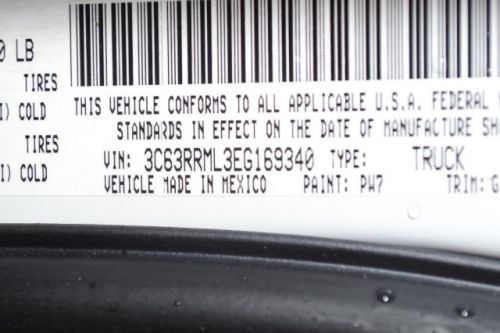 0 LB
TIRES
I) COLD
TIRES
I) COLD
THIS VEHICLE CONFORMS TO ALL APPLICABLE U.S.A. FEDERAL
STANDARDS IN EFFECT ON THE DATE OF MANUFACTURE SH
VIN: 3C63RRML3EG169340 TYPE: TRUCK
VEHICLE MADE IN MEXICO PAINT: PW7 TRIM: G